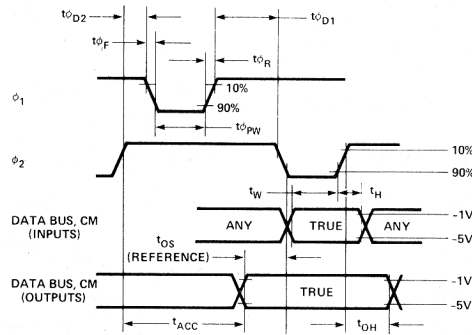 tϕD2
tϕD1
tϕF
tϕR
ϕ1
10%
90%
tϕPW
ϕ2
10%
90%
tW
tH
DATA BUS, CM
(INPUTS)
ANY
TRUE
ANY
-1V
-5V
tOS
(REFERENCE)
DATA BUS, CM
(OUTPUTS)
TRUE
-1V
-5V
tACC
tOH